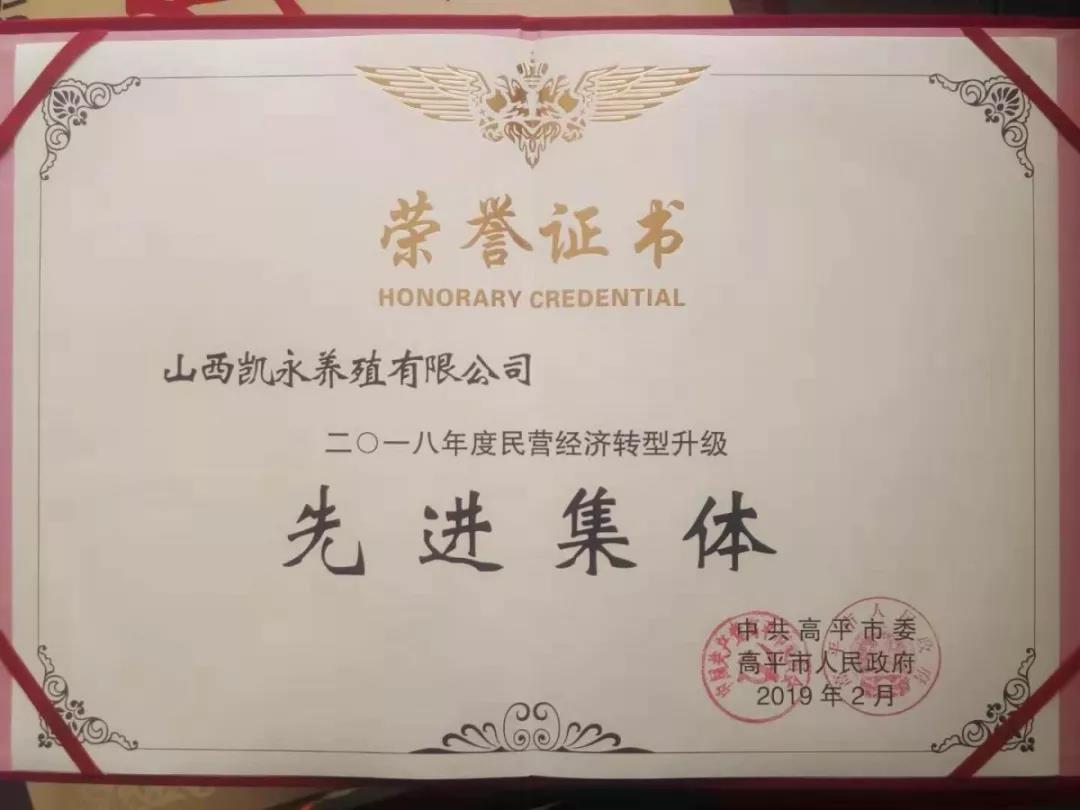 荣誉证书
HONORARY CREDENTIAL
山西凯永养殖有限公司
二〇一八年度民营经济转型升级
先进集体
中共高平市委
高平市人民政府
2019年2月